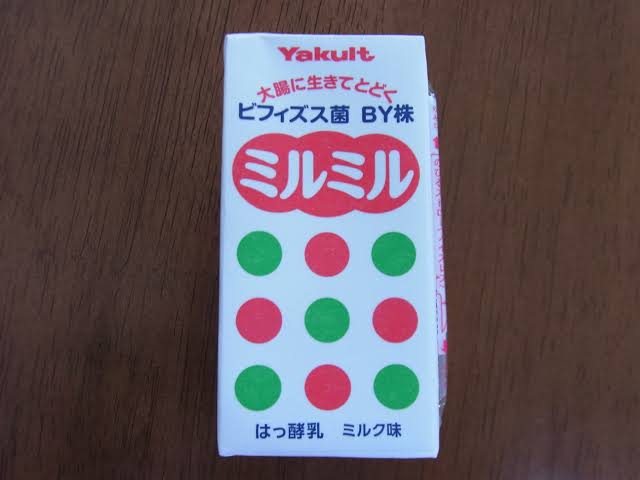 Yakult
大腸に生きてとどく
ビフィズス菌 BY株
ミルミル
はっ酵乳 ミルク味